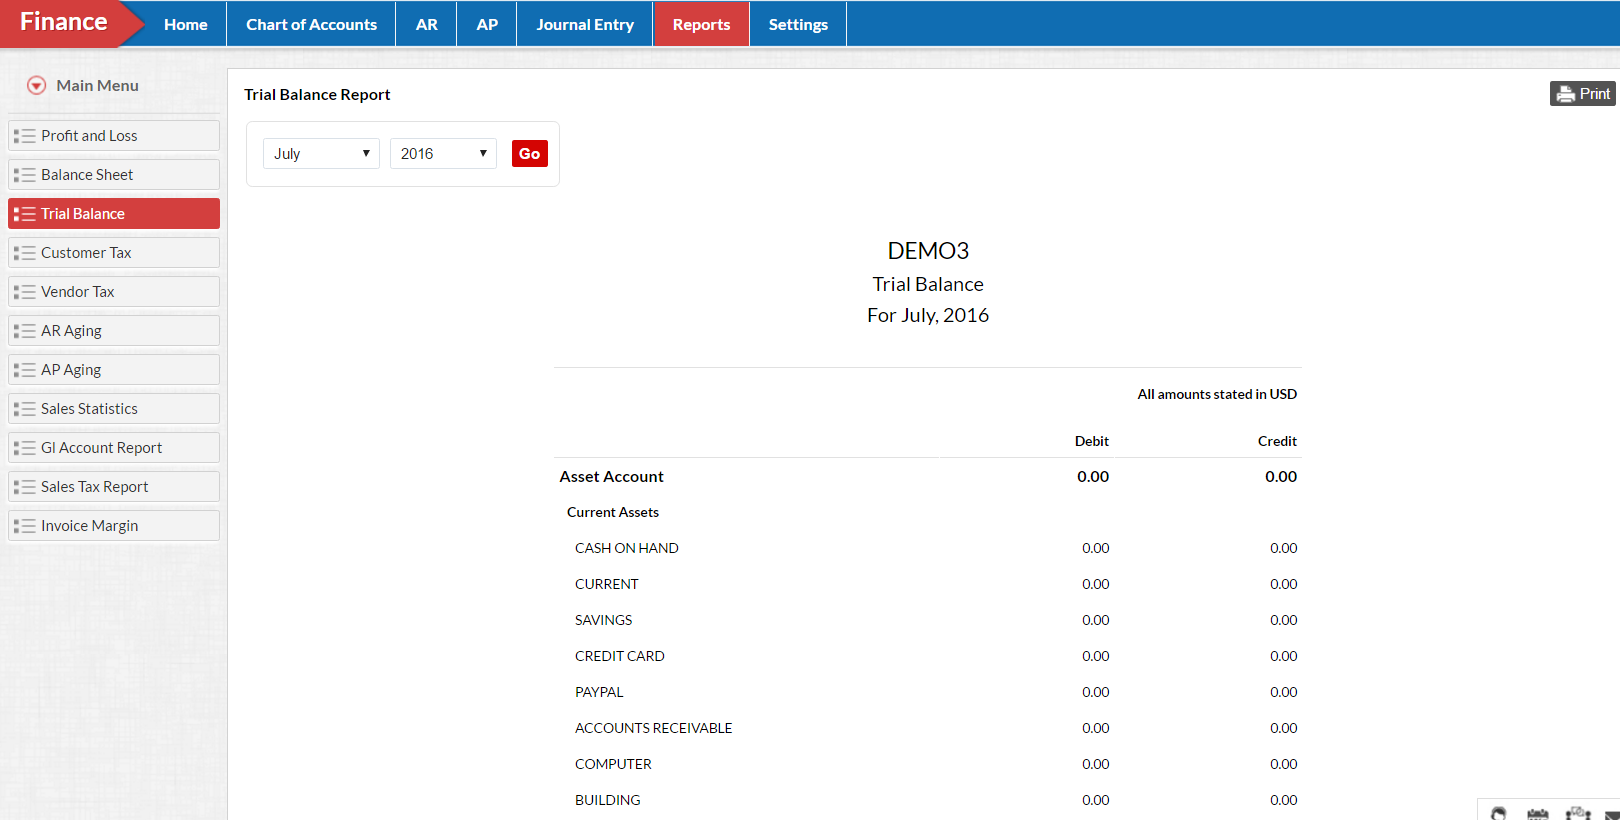 Finance
Home
Chart of Accounts
AR
AP
Journal Entry
Reports
Settings
Main Menu
Profit and Loss
Balance Sheet
Trial Balance
Customer Tax
Vendor Tax
AR Aging
AP Aging
Sales Statistics
Gl Account Report
Sales Tax Report
Invoice Margin
Trial Balance Report
Print
July 2016 Go
DEMO3
Trial Balance
For July, 2016
All amounts stated in USD
Debit Credit
Asset Account 0.00 0.00
Current Assets
CASH ON HAND 0.00 0.00
CURRENT 0.00 0.00
SAVINGS 0.00 0.00
CREDIT CARD 0.00 0.00
PAYPAL 0.00 0.00
ACCOUNTS RECEIVABLE 0.00 0.00
COMPUTER 0.00 0.00
BUILDING 0.00 0.00